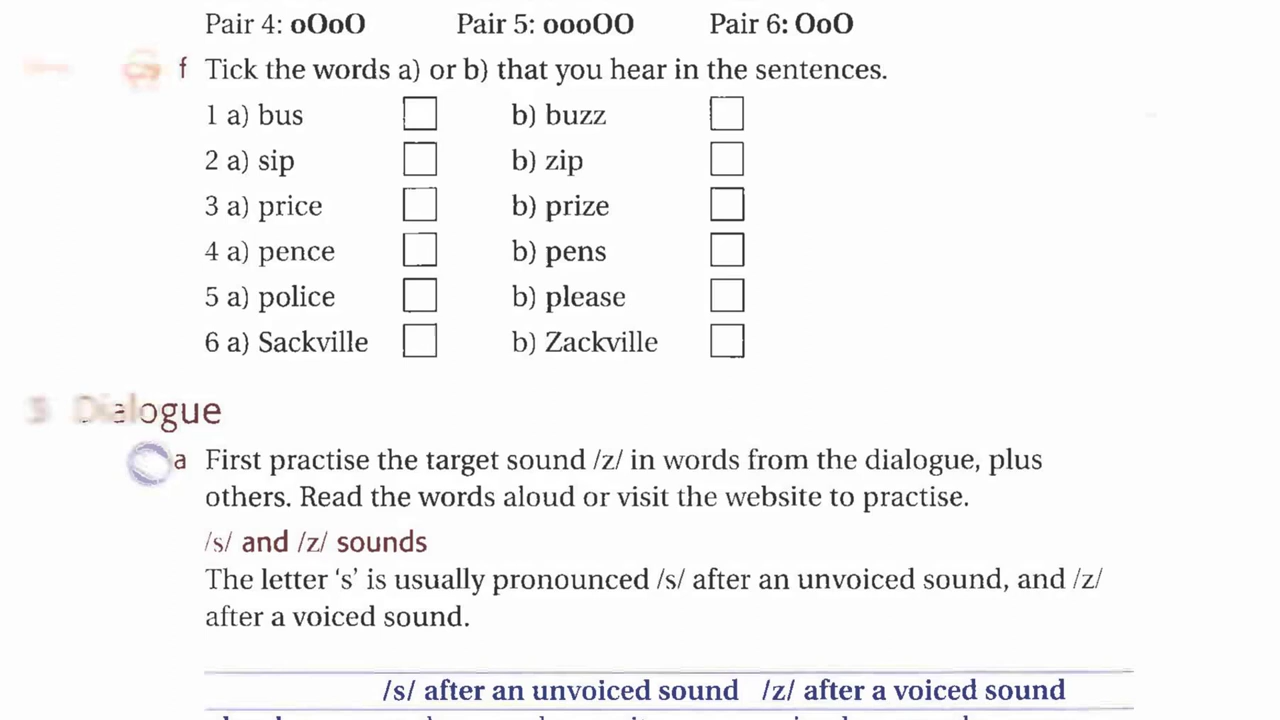 Pair 4: oOoO Pair 5: oooOO Pair 6: OoO
f Tick the words a) or b) that you hear in the sentences.
1 a) bus b) buzz
2 a) sip b) zip
3 a) price b) prize
4 a) pence b) pens
5 a) police b) please
6 a) Sackville b) Zackville
3 Dialogue
a First practise the target sound /z/ in words from the dialogue, plus
others. Read the words aloud or visit the website to practise.
/s/ and /z/ sounds
The letter ‘s’ is usually pronounced /s/ after an unvoiced sound, and /z/
after a voiced sound.
/s/ after an unvoiced sound /z/ after a voiced sound